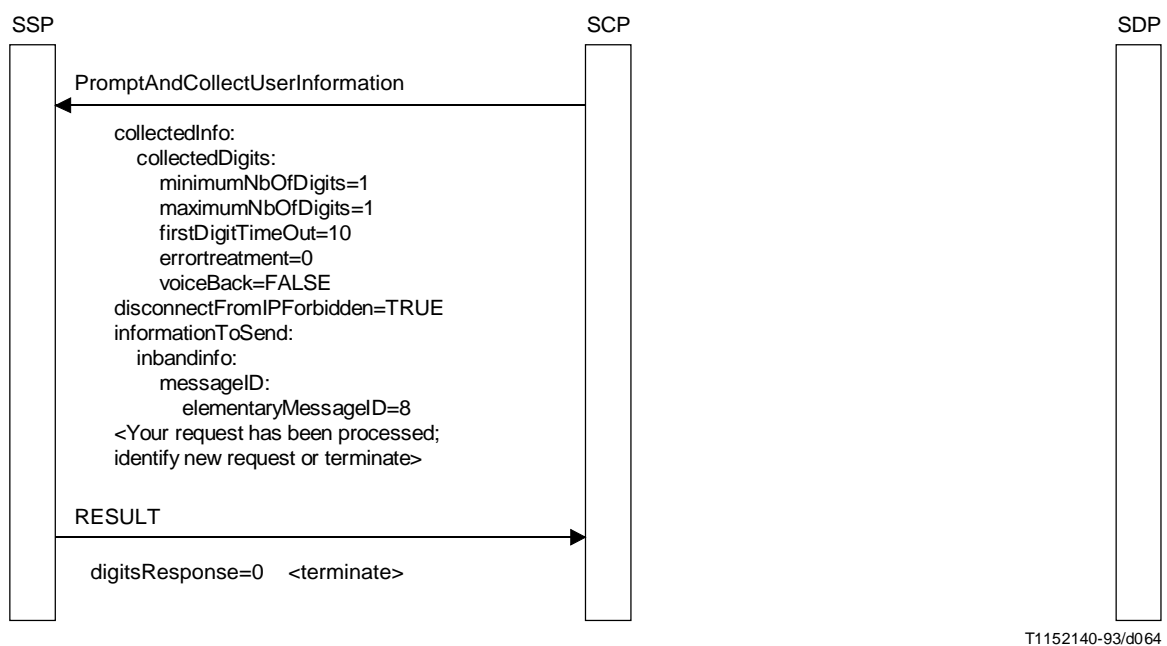 SSP SCP SDP
PromptAndCollectUserInformation
collectedInfo:
collectedDigits:
minimumNbOfDigits=1
maximumNbOfDigits=1
firstDigitTimeOut=10
errortreatment=0
voiceBack=FALSE
disconnectFromIPForbidden=TRUE
informationToSend:
inbandinfo:
messageID:
elementaryMessageID=8
<Your request has been processed;
identify new request or terminate>
RESULT
digitsResponse=0 <terminate>
T1152140-93/d064